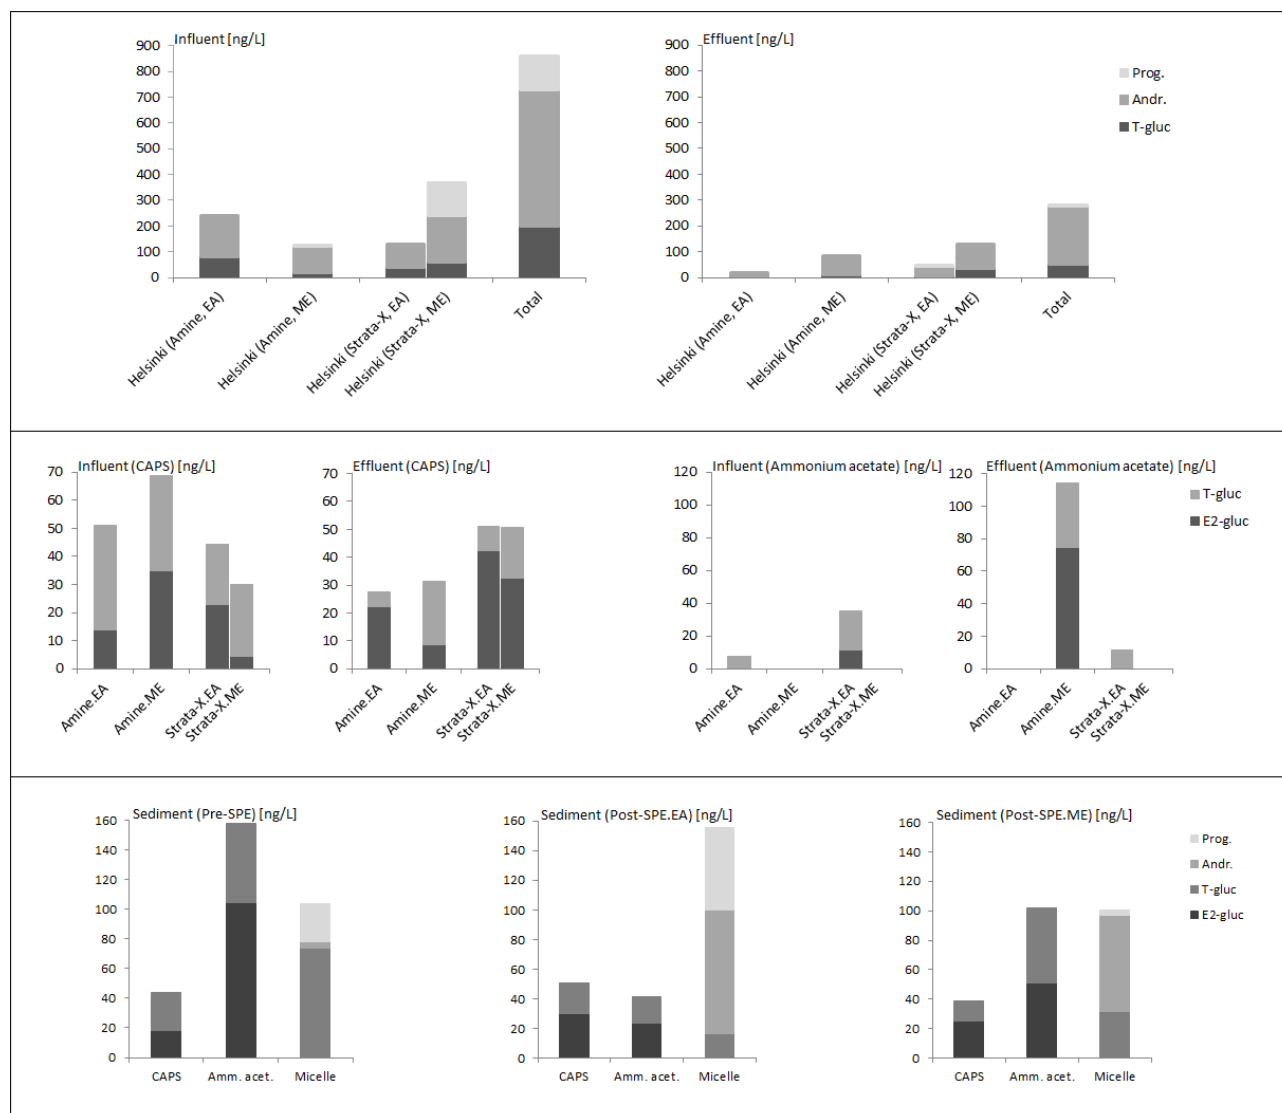 Influent [ng/L]
900
800
700
600
500
400
300
200
100
0
Helsinki (Amine, EA)
Helsinki (Amine, ME)
Helsinki (Strata-X, EA)
Helsinki (Strata-X, ME)
Total
Effluent [ng/L]
900
800
700
600
500
400
300
200
100
0
Helsinki (Amine, EA)
Helsinki (Amine, ME)
Helsinki (Strata-X, EA)
Helsinki (Strata-X, ME)
Total
Prog.
Andr.
T-gluc
Influent (CAPS) [ng/L]
70
60
50
40
30
20
10
0
Amine.EA
Amine.ME
Strata-X.EA
Strata-X.ME
Effluent (CAPS) [ng/L]
70
60
50
40
30
20
10
0
Amine.EA
Amine.ME
Strata-X.EA
Strata-X.ME
Influent (Ammonium acetate) [ng/L]
120
100
80
60
40
20
0
Amine.EA
Amine.ME
Strata-X.EA
Strata-X.ME
Effluent (Ammonium acetate) [ng/L]
120
100
80
60
40
20
0
Amine.EA
Amine.ME
Strata-X.EA
Strata-X.ME
T-gluc
E2-gluc
Sediment (Pre-SPE) [ng/L]
160
140
120
100
80
60
40
20
0
CAPS Amm. acet. Micelle
Sediment (Post-SPE.EA) [ng/L]
160
140
120
100
80
60
40
20
0
CAPS Amm. acet. Micelle
Sediment (Post-SPE.ME) [ng/L]
160
140
120
100
80
60
40
20
0
CAPS Amm. acet. Micelle
Prog.
Andr.
T-gluc
E2-gluc